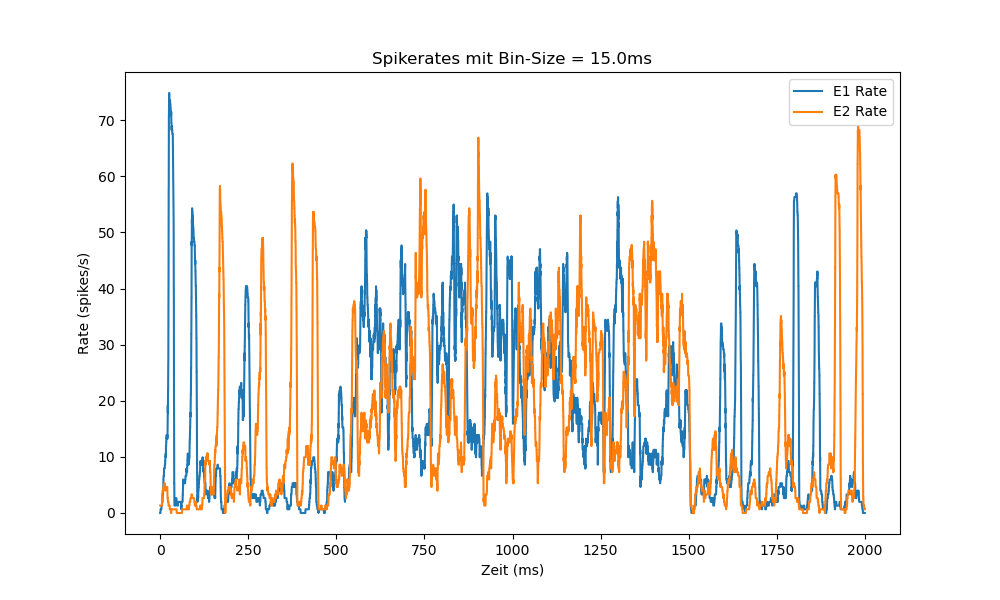 Spikerates mit Bin-Size = 15.0ms
E1 Rate
E2 Rate
Rate (spikes/s)
70
60
50
40
30
20
10
0
0 250 500 750 1000 1250 1500 1750 2000
Zeit (ms)